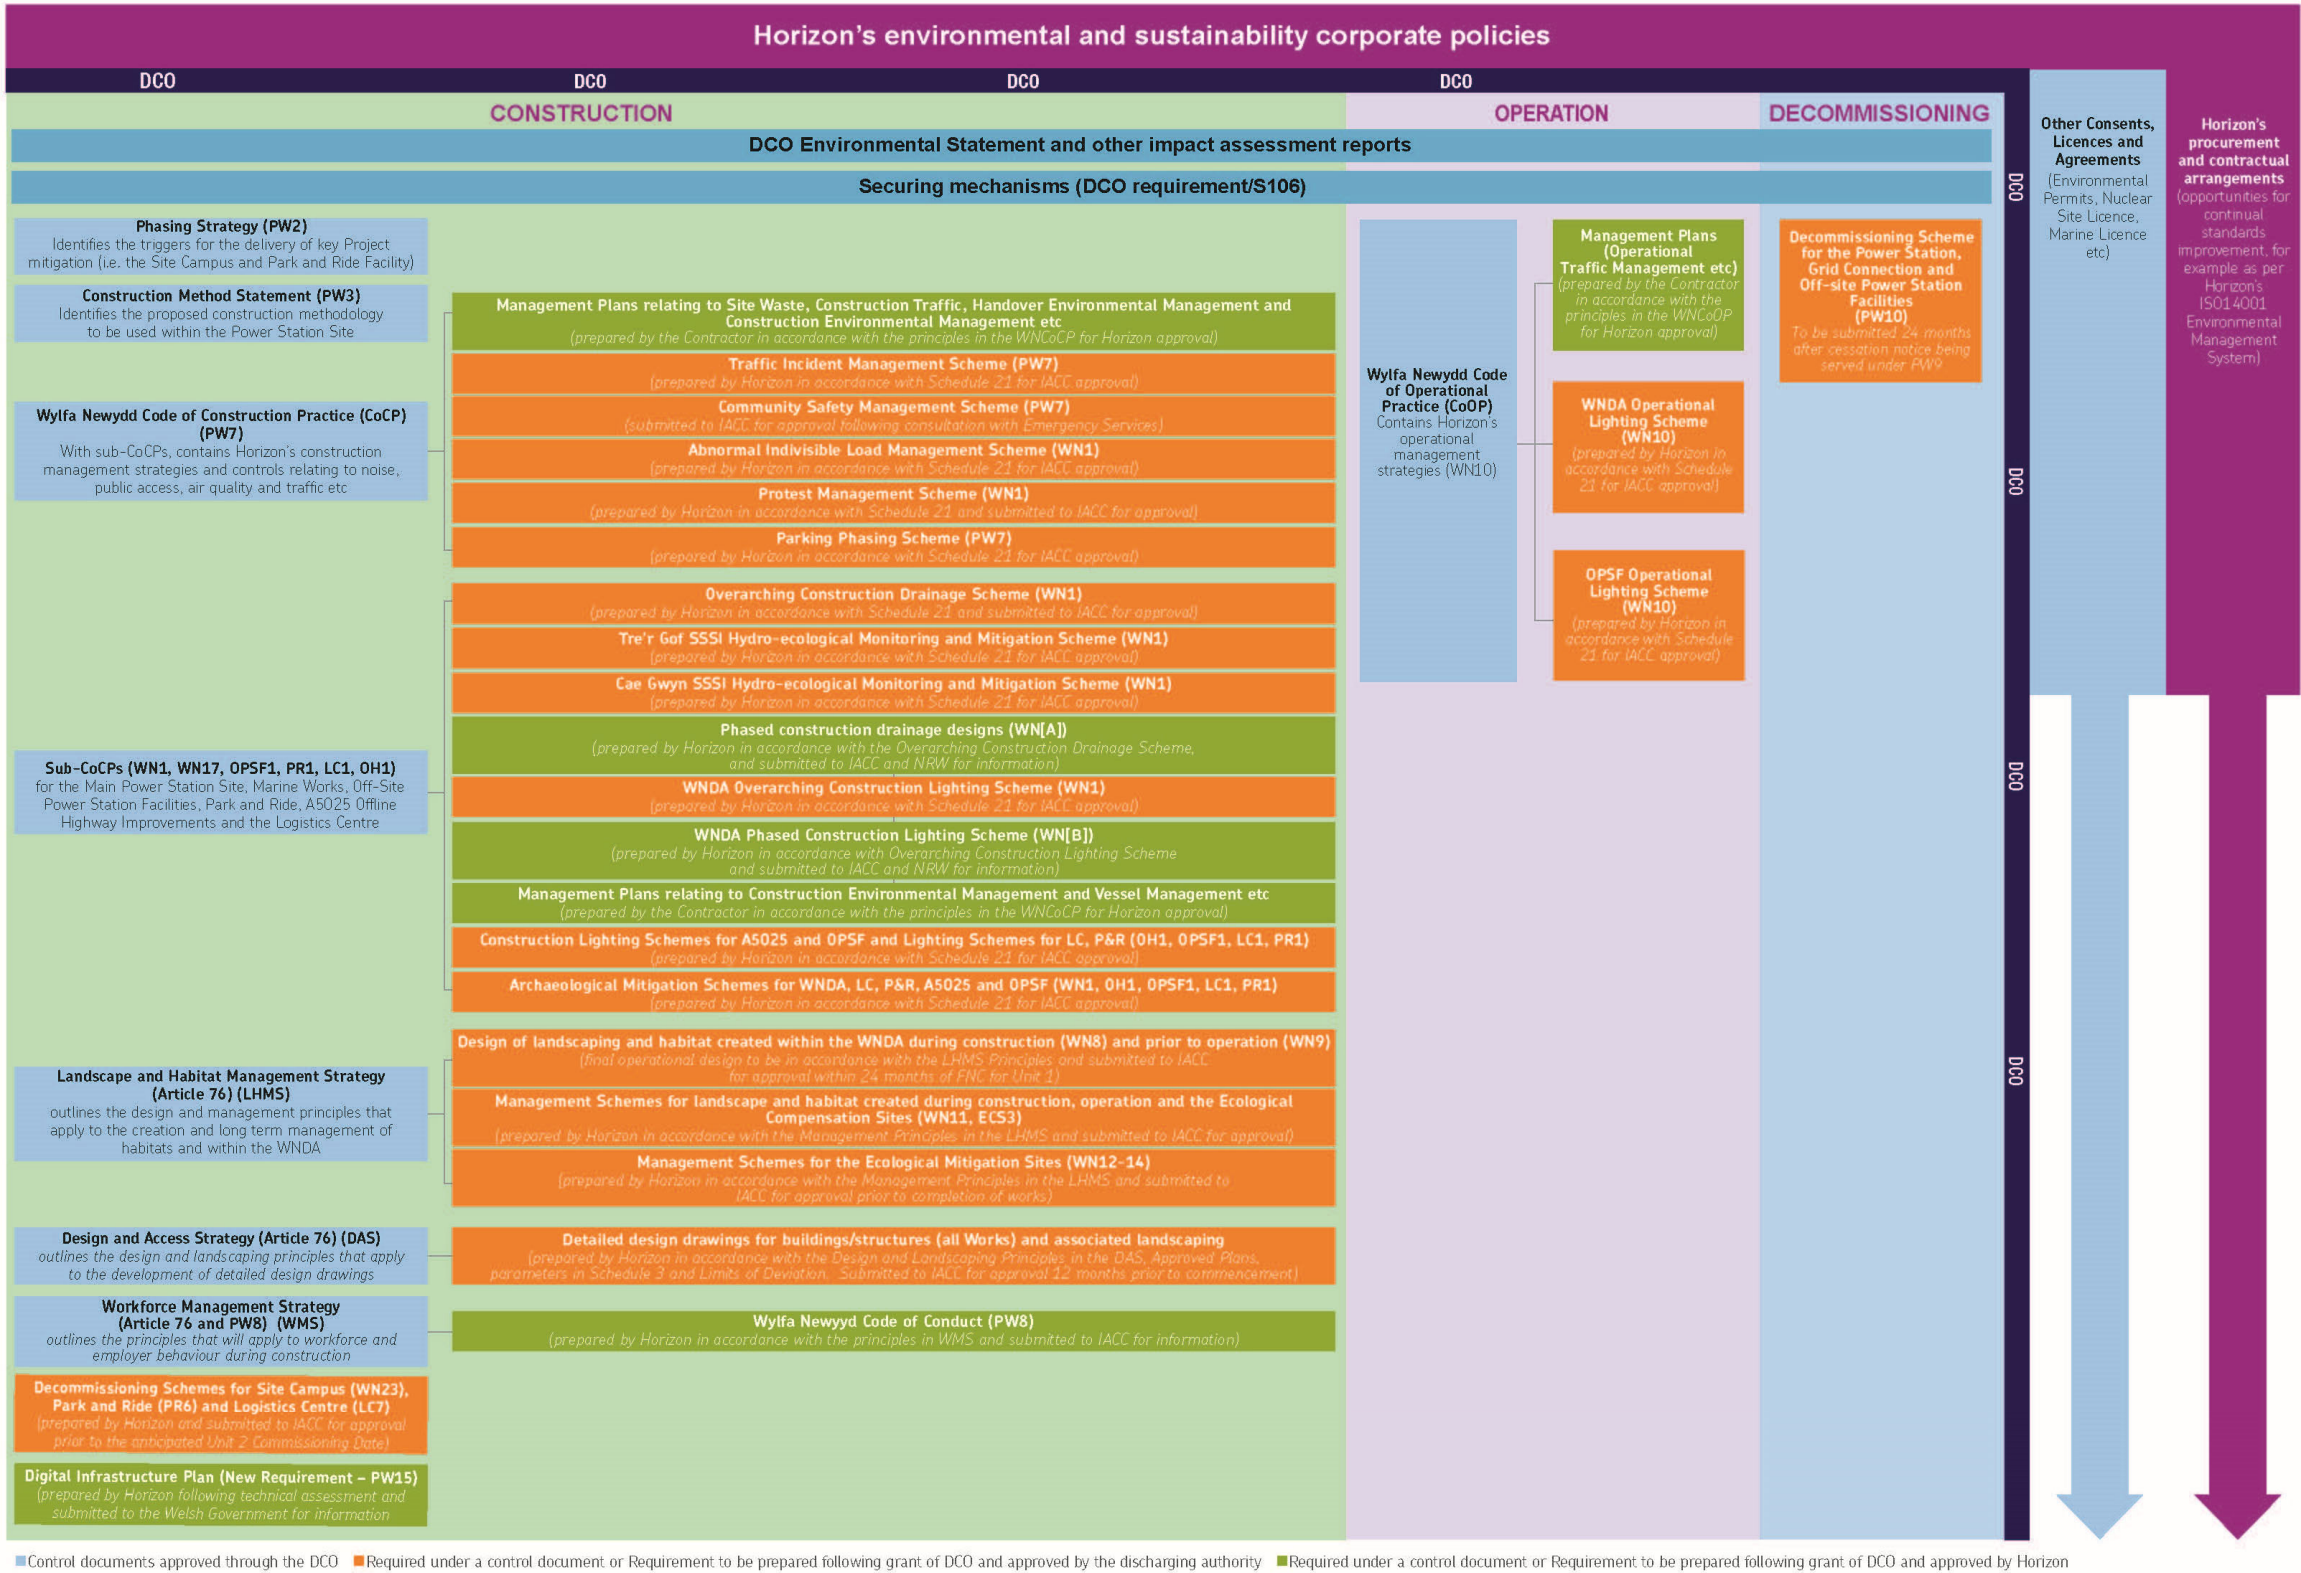 Horizon's environmental and sustainability corporate policies
DCO DCO DCO DCO
CONSTRUCTION
OPERATION
DECOMMISSIONING
DCO Environmental Statement and other impact assessment reports
Securing mechanisms (DCO requirement/S106)
Phasing Strategy (PW2)
Identifies the triggers for the delivery of key Project
mitigation (i.e. the Site Campus and Park and Ride Facility)
Construction Method Statement (PW3)
Identifies the proposed construction methodology
to be used within the Power Station Site
Wylfa Newydd Code of Construction Practice (CoCP)
(PW7)
With sub-CoCPs, contains Horizon's construction
management strategies and controls relating to noise,
public access, air quality and traffic etc
Management Plans relating to Site Waste, Construction Traffic, Handover Environmental Management and
Construction Environmental Management etc
(prepared by the Contractor in accordance with the principles in the WNCoCP for Horizon approval)
Traffic Incident Management Scheme (PW7)
(prepared by Horizon in accordance with Schedule 21 for IACC approval)
Community Safety Management Scheme (PW7)
(submitted to IACC for approval following consultation with Emergency Services)
Abnormal Indivisible Load Management Scheme (WN1)
(prepared by Horizon in accordance with Schedule 21 for IACC approval)
Protest Management Scheme (WN1)
(prepared by Horizon in accordance with Schedule 21 and submitted to IACC for approval)
Parking Phasing Scheme (PW7)
(prepared by Horizon in accordance with Schedule 21 for IACC approval)
Sub-CoCPs (WN1, WN17, OPSF1, PR1, LC1, OH1)
for the Main Power Station Site, Marine Works, Off-Site
Power Station Facilities, Park and Ride, A5025 Offline
Highway Improvements and the Logistics Centre
Overarching Construction Drainage Scheme (WN1)
(prepared by Horizon in accordance with Schedule 21 and submitted to IACC for approval)
Tre'r Gof SSSI Hydro-ecological Monitoring and Mitigation Scheme (WN1)
(prepared by Horizon in accordance with Schedule 21 for IACC approval)
Cae Gwyn SSSI Hydro-ecological Monitoring and Mitigation Scheme (WN1)
(prepared by Horizon in accordance with Schedule 21 for IACC approval)
Phased construction drainage designs (WN[A])
(prepared by Horizon in accordance with the Overarching Construction Drainage Scheme,
and submitted to IACC and NRW for information)
WNDA Overarching Construction Lighting Scheme (WN1)
(prepared by Horizon in accordance with Schedule 21 for IACC approval)
WNDA Phased Construction Lighting Scheme (WN[B])
(prepared by Horizon in accordance with Overarching Construction Lighting Scheme
and submitted to IACC and NRW for information)
Management Plans relating to Construction Environmental Management and Vessel Management etc
(prepared by the Contractor in accordance with the principles in the WNCoCP for Horizon approval)
Construction Lighting Schemes for A5025 and OPSF and Lighting Schemes for LC, P&R (OH1, OPSF1, LC1, PR1)
(prepared by Horizon in accordance with Schedule 21 for IACC approval)
Archaeological Mitigation Schemes for WNDA, LC, P&R, A5025 and OPSF (WN1, OH1, OPSF1, LC1, PR1)
(prepared by Horizon in accordance with Schedule 21 for IACC approval)
Landscape and Habitat Management Strategy
(Article 76) (LHMS)
outlines the design and management principles that
apply to the creation and long term management of
habitats and within the WNDA
Design of landscaping and habitat created within the WNDA during construction (WN8) and prior to operation (WN9)
(final operational design to be in accordance with the LHMS Principles and submitted to IACC
for approval within 24 months of FNC for Unit 1)
Management Schemes for landscape and habitat created during construction, operation and the Ecological
Compensation Sites (WN11, ECS3)
(prepared by Horizon in accordance with the Management Principles in the LHMS and submitted to IACC for approval)
Management Schemes for the Ecological Mitigation Sites (WN12-14)
(prepared by Horizon in accordance with the Management Principles in the LHMS and submitted to
IACC for approval prior to completion of works)
Design and Access Strategy (Article 76) (DAS)
outlines the design and landscaping principles that apply
to the development of detailed design drawings
Detailed design drawings for buildings/structures (all Works) and associated landscaping
(prepared by Horizon in accordance with the Design and Landscaping Principles in the DAS, Approved Plans,
parameters in Schedule 3 and Limits of Deviation. Submitted to IACC for approval 12 months prior to commencement)
Workforce Management Strategy
(Article 76 and PW8) (WMS)
outlines the principles that will apply to workforce and
employer behaviour during construction
Wylfa Newyyd Code of Conduct (PW8)
(prepared by Horizon in accordance with the principles in WMS and submitted to IACC for information)
Decommissioning Schemes for Site Campus (WN23),
Park and Ride (PR6) and Logistics Centre (LC7)
(prepared by Horizon and submitted to IACC for approval
prior to the anticipated Unit 2 Commissioning Date)
Digital Infrastructure Plan (New Requirement – PW15)
(prepared by Horizon following technical assessment and
submitted to the Welsh Government for information
Wylfa Newydd Code
of Operational
Practice (CoOP)
Contains Horizon's
operational
management
strategies (WN10)
Management Plans
(Operational
Traffic Management etc)
(prepared by the Contractor
in accordance with the
principles in the WNCoOP
for Horizon approval)
WNDA Operational
Lighting Scheme
(WN10)
(prepared by Horizon in
accordance with Schedule
21 for IACC approval)
OPSF Operational
Lighting Scheme
(WN10)
(prepared by Horizon in
accordance with Schedule
21 for IACC approval)
Decommissioning Scheme
for the Power Station,
Grid Connection and
Off-site Power Station
Facilities
(PW10)
To be submitted 24 months
after cessation notice being
served under PW9
DCO
DCO
DCO
DCO
Other Consents,
Licences and
Agreements
(Environmental
Permits, Nuclear
Site Licence,
Marine Licence
etc)
Horizon's
procurement
and contractual
arrangements
(opportunities for
continual
standards
improvement, for
example as per
Horizon's
ISO14001
Environmental
Management
System)
Control documents approved through the DCO
Required under a control document or Requirement to be prepared following grant of DCO and approved by the discharging authority
Required under a control document or Requirement to be prepared following grant of DCO and approved by Horizon